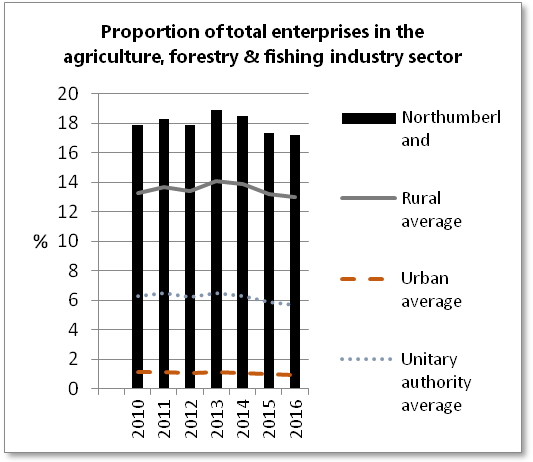 Proportion of total enterprises in the
agriculture, forestry & fishing industry sector
20
18
16
14
12
10
8
6
4
2
0
%
2010
2011
2012
2013
2014
2015
2016
Northumberl
and
Rural
average
Urban
average
Unitary
authority
average